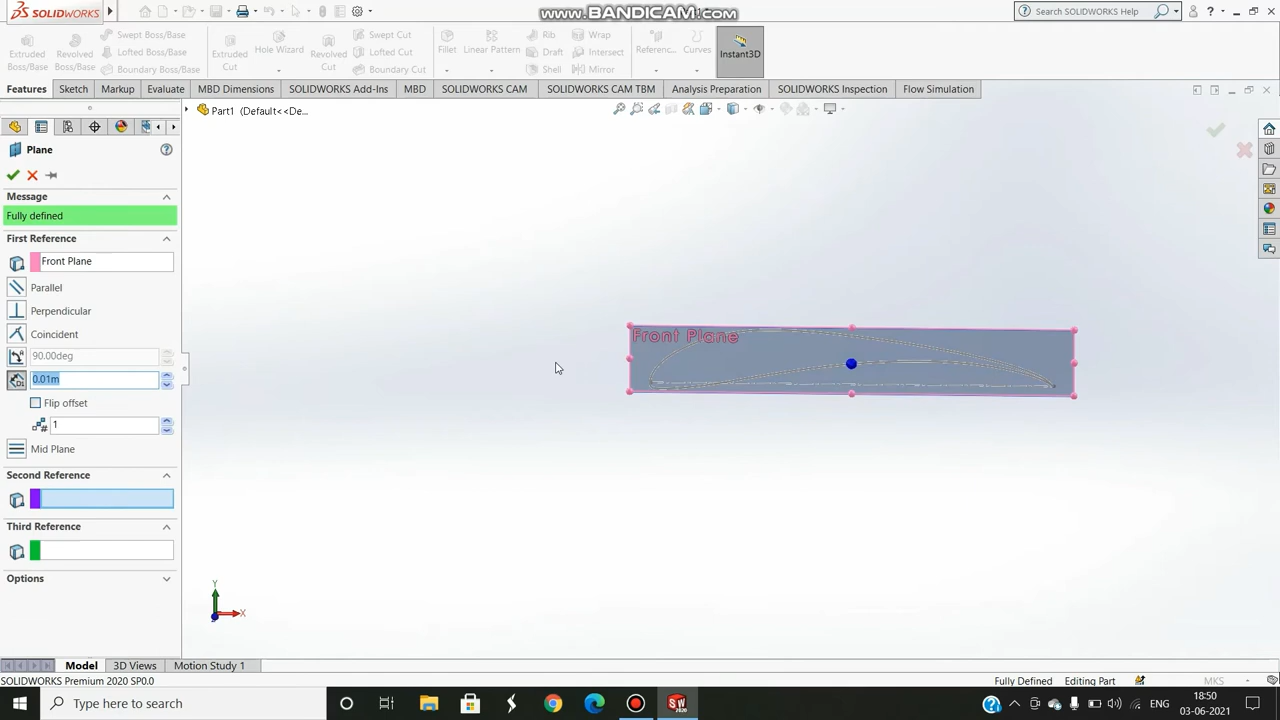 SOLIDWORKS
WWW.BANDICAM.COM
Search SOLIDWORKS Help
Extruded
Boss/Base
Revolved
Boss/Base
Swept Boss/Base
Lofted Boss/Base
Boundary Boss/Base
Extruded
Cut
Hole Wizard
Revolved
Cut
Swept Cut
Lofted Cut
Boundary Cut
Fillet
Linear Pattern
Rib
Draft
Shell
Wrap
Intersect
Mirror
Referenc...
Curves
Instant3D
Features
Sketch
Markup
Evaluate
MBD Dimensions
SOLIDWORKS Add-Ins
MBD
SOLIDWORKS CAM
SOLIDWORKS CAM TBM
Analysis Preparation
SOLIDWORKS Inspection
Flow Simulation
Part1 (Default<<De...
Plane
Message
Fully defined
First Reference
Front Plane
Parallel
Perpendicular
Coincident
90.00deg
0.01m
Flip offset
1
Mid Plane
Second Reference
Third Reference
Options
Front Plane
Y
X
Model
3D Views
Motion Study 1
SOLIDWORKS Premium 2020 SP0.0
Fully Defined
Editing Part
MKS
Type here to search
SW
2020
ENG
18:50
03-06-2021